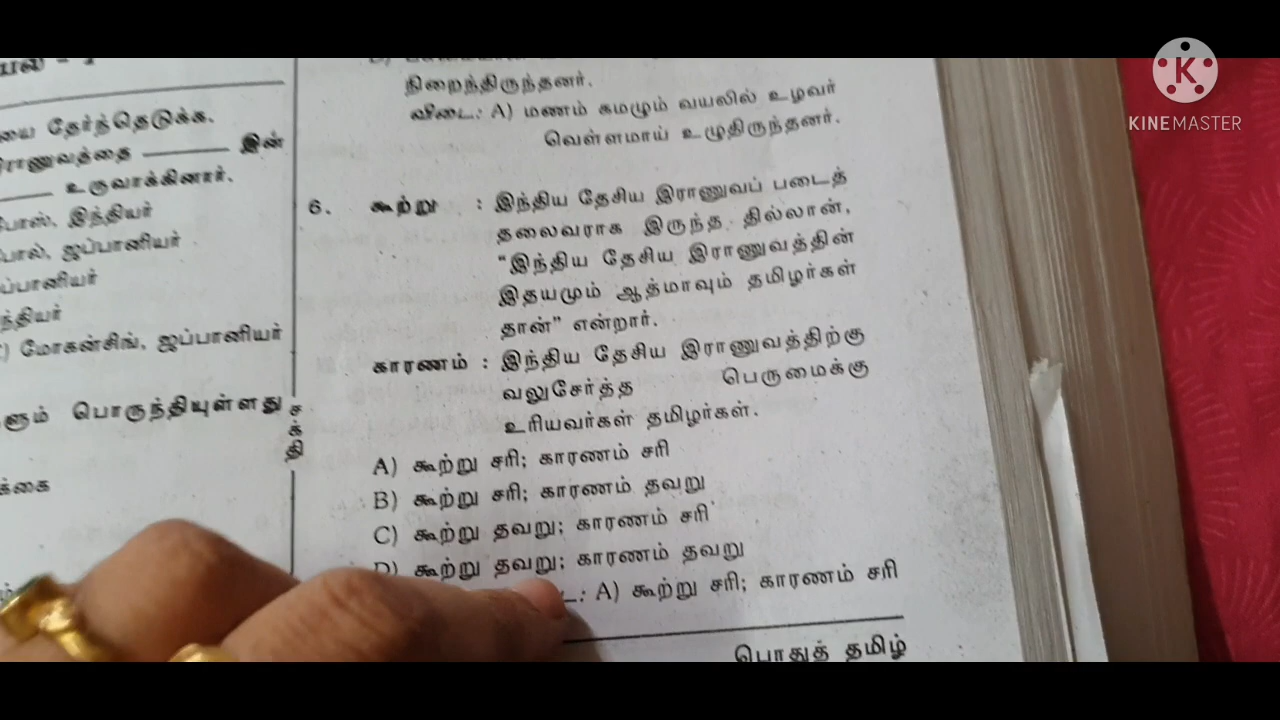 யை தேர்ந்தெடுக்க.
ராணுவத்தை ——— இன்
——— உருவாக்கினார்.
போஸ், இந்தியர்
போல், ஜப்பானியர்
ப்பானியர்
ந்தியர்
C) மோகன்சிங், ஜப்பானியர்
ளும் பொருந்தியுள்ளது
க்கை
சக்தி
நிறைந்திருந்தனர்.
விடை: A) மணம் கமழும் வயலில் உழவர்
வெள்ளமாய் உழுதிருந்தனர்.
6. கூற்று : இந்திய தேசிய இராணுவப் படைத்
தலைவராக இருந்த தில்லான்,
"இந்திய தேசிய இராணுவத்தின்
இதயமும் ஆத்மாவும் தமிழர்கள்
தான்" என்றார்.
காரணம் : இந்திய தேசிய இராணுவத்திற்கு
வலுசேர்த்த பெருமைக்கு
உரியவர்கள் தமிழர்கள்.
A) கூற்று சரி; காரணம் சரி
B) கூற்று சரி; காரணம் தவறு
C) கூற்று தவறு; காரணம் சரி
D) கூற்று தவறு; காரணம் தவறு
: A) கூற்று சரி; காரணம் சரி
பொதுத் தமிழ்
KINEMASTER